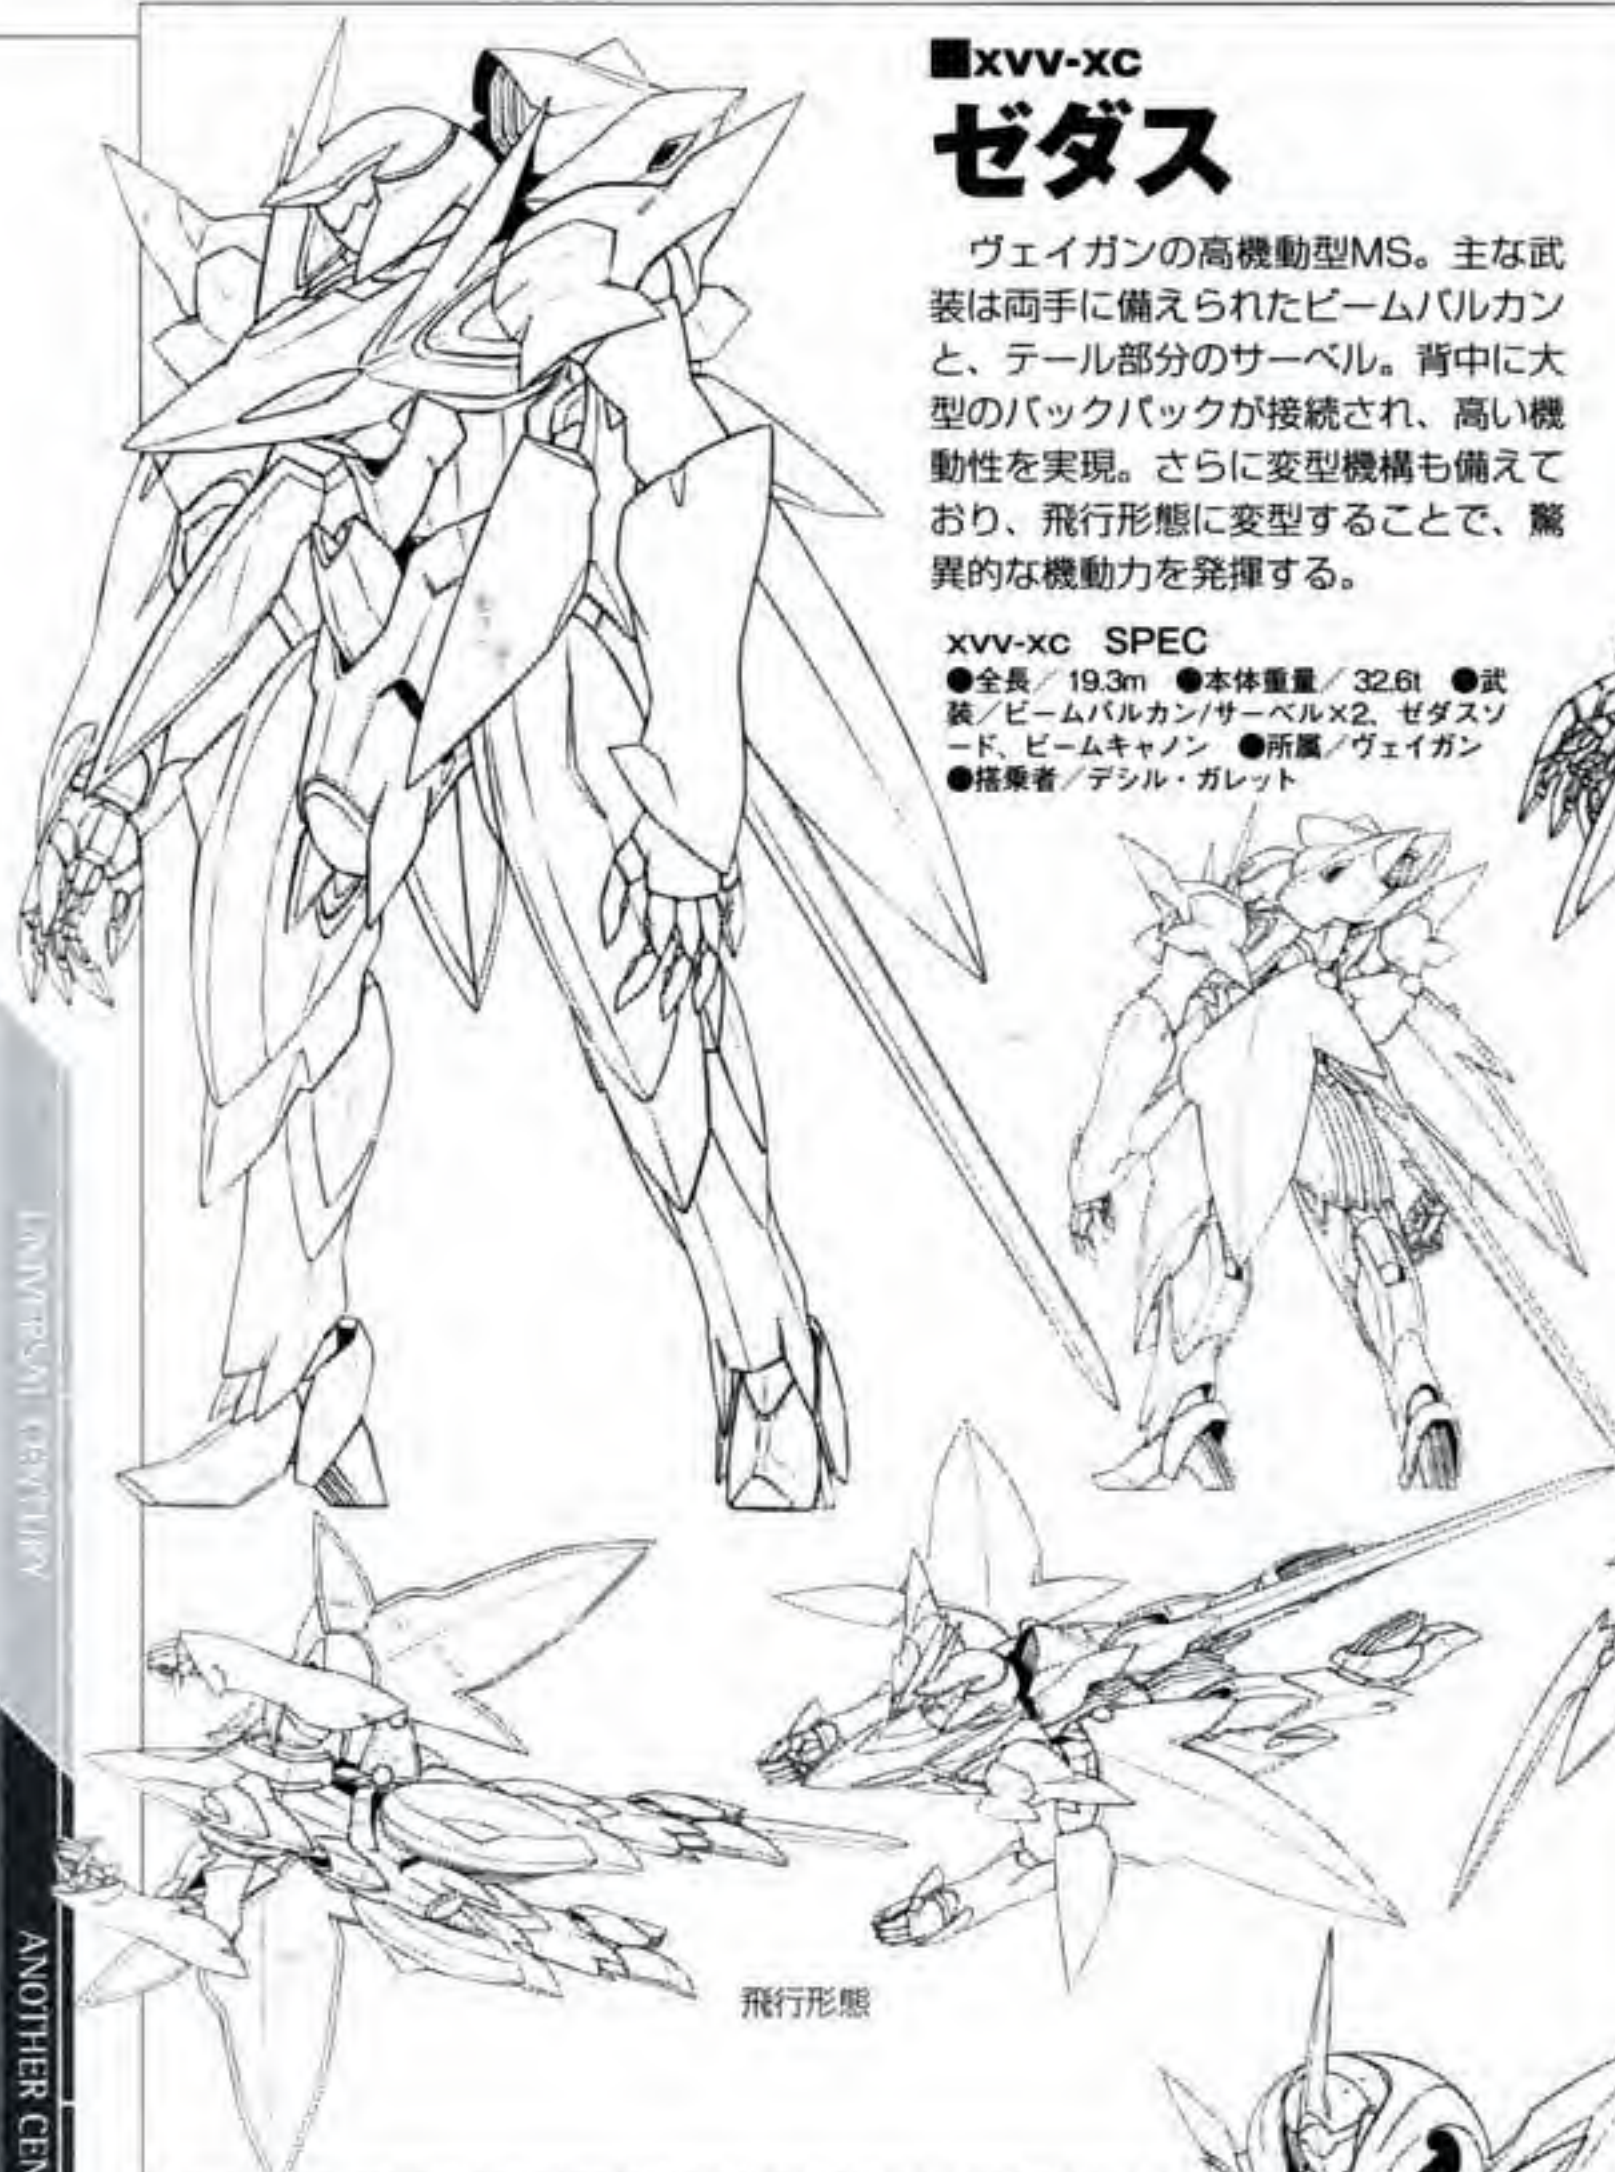 ■xvv-xc
ゼダス
ヴェイガンの高機動型MS。主な武
装は両手に備えられたビームバルカン
と、テール部分のサーベル。背中に大
型のバックパックが接続され、高い機
動性を実現。さらに変型機構も備えて
おり、飛行形態に変型することで、驚
異的な機動力を発揮する。
xvv-xc SPEC
●全長／19.3m ●本体重量／32.6t ●武
装／ビームバルカン/サーベル×2、ゼダスソ
ード、ビームキャノン ●所属／ヴェイガン
●搭乗者／デシル・ガレット
飛行形態
UNIVERSAL CENTURY
ANOTHER CEN